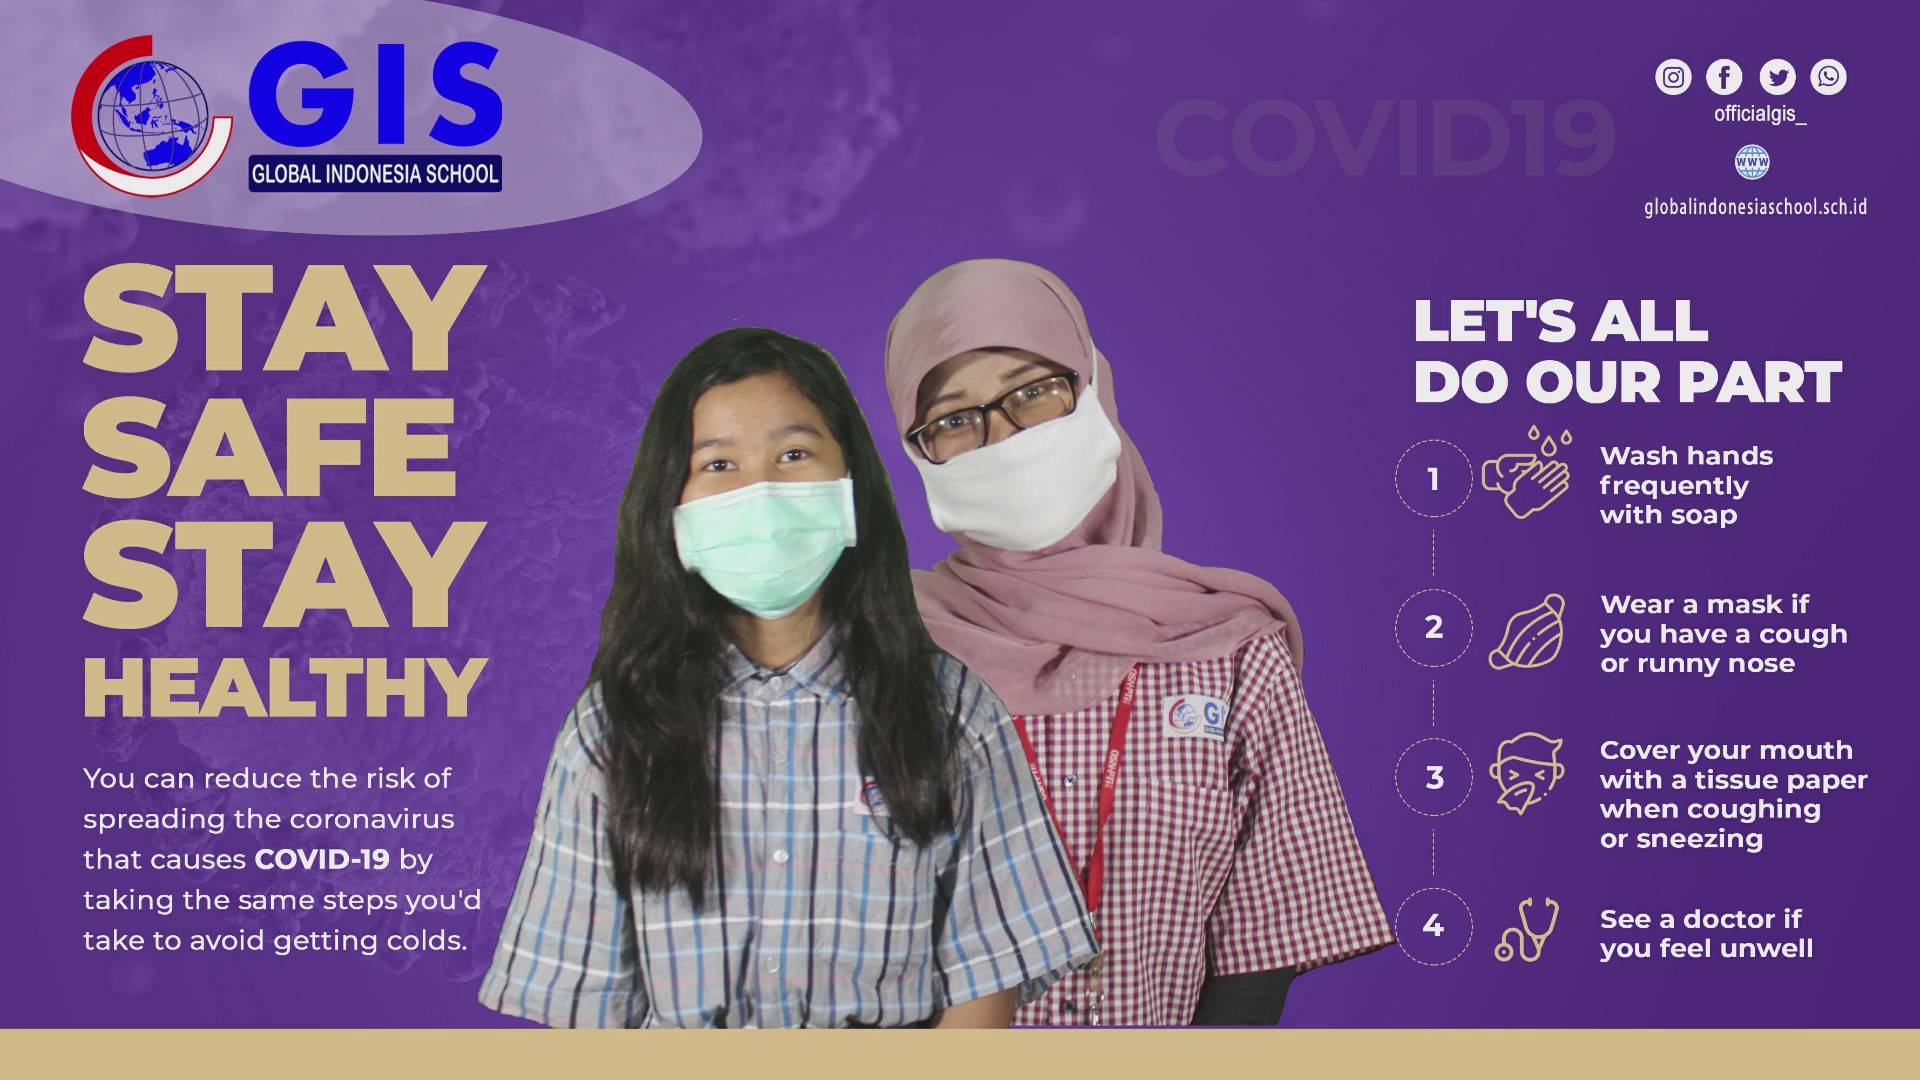 GIS
GLOBAL INDONESIA SCHOOL
COVID19
officialgis_
www
globalindonesiaschool.sch.id
STAY
SAFE
STAY
HEALTHY
You can reduce the risk of
spreading the coronavirus
that causes COVID-19 by
taking the same steps you'd
take to avoid getting colds.
LET'S ALL
DO OUR PART
1
Wash hands
frequently
with soap
2
Wear a mask if
you have a cough
or runny nose
3
Cover your mouth
with a tissue paper
when coughing
or sneezing
4
See a doctor if
you feel unwell